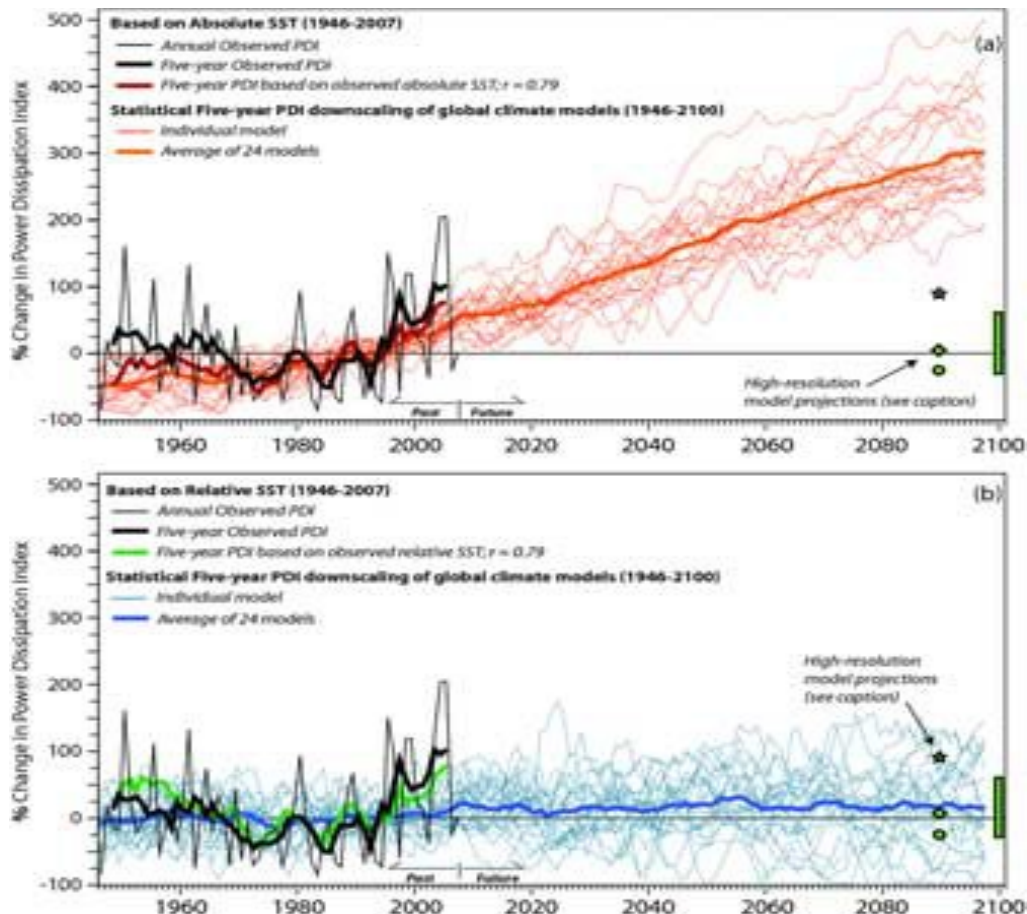 Based on Absolute SST (1946-2007)
Annual Observed PDI
Five-year Observed PDI
Five-year PDI based on observed absolute SST; r = 0.79
Statistical Five-year PDI downscaling of global climate models (1946-2100)
Individual model
Average of 24 models
(a)
% Change in Power Dissipation Index
500
400
300
200
100
0
-100
High-resolution
model projections (see caption)
Past Future
1960 1980 2000 2020 2040 2060 2080 2100
Based on Relative SST (1946-2007)
Annual Observed PDI
Five-year Observed PDI
Five-year PDI based on observed relative SST; r = 0.79
Statistical Five-year PDI downscaling of global climate models (1946-2100)
Individual model
Average of 24 models
(b)
% Change in Power Dissipation Index
500
400
300
200
100
0
-100
High-resolution
model projections
(see caption)
Past Future
1960 1980 2000 2020 2040 2060 2080 2100